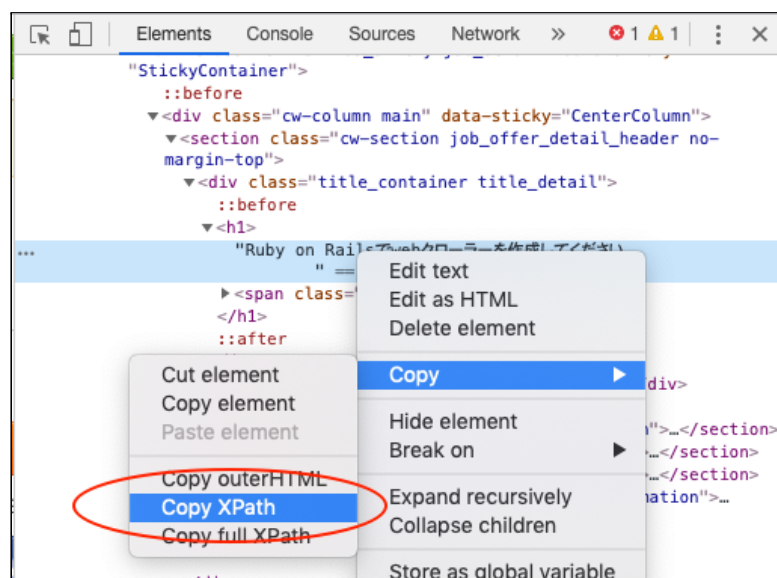 Elements Console Sources Network » 1 1
"StickyContainer">
::before
▼<div class="cw-column main" data-sticky="CenterColumn">
▼<section class="cw-section job_offer_detail_header no-
margin-top">
▼<div class="title_container title_detail">
::before
▼<h1>
"Ruby on Railsでwebクローラーを作成してください
" ==
▶<span class=
</h1>
::after
Edit text
Edit as HTML
Delete element
Copy
Hide element
Break on
Expand recursively
Collapse children
Store as global variable
Cut element
Copy element
Paste element
Copy outerHTML
Copy XPath
Copy full XPath
div>
">…</section>
…</section>
…</section>
nation">…